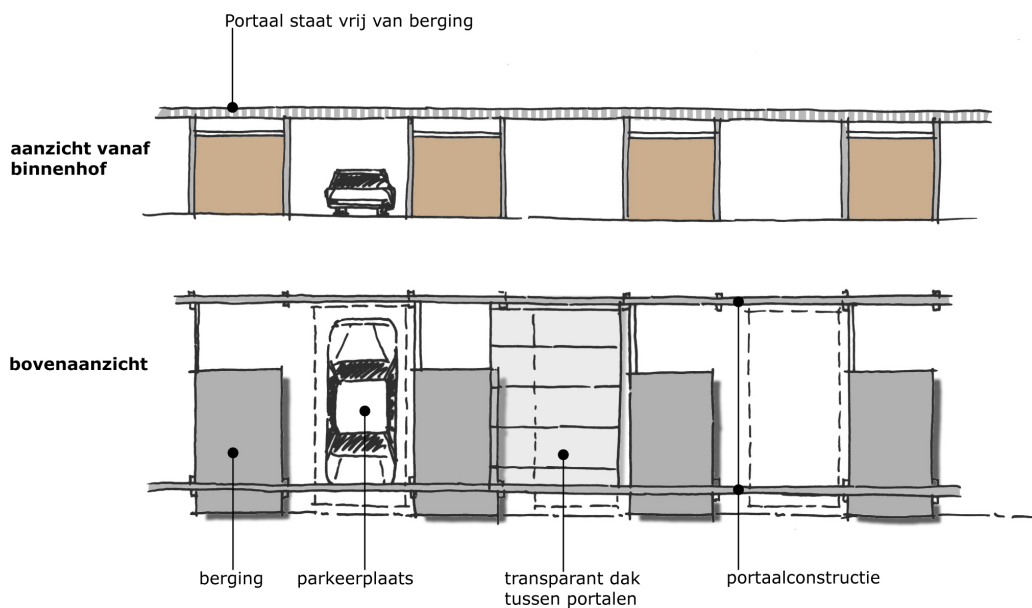 Portaal staat vrij van berging
aanzicht vanaf
binnenhof
bovenaanzicht
berging
parkeerplaats
transparant dak
tussen portalen
portaalconstructie